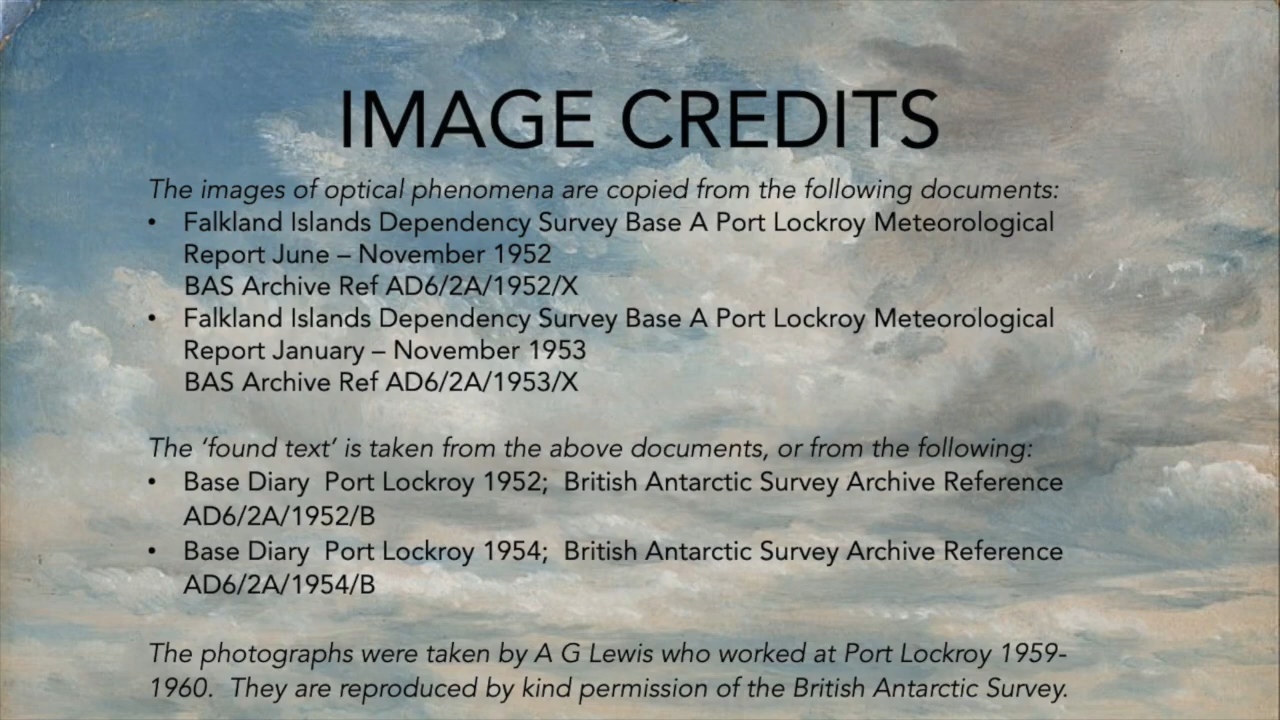 IMAGE CREDITS
The images of optical phenomena are copied from the following documents:
• Falkland Islands Dependency Survey Base A Port Lockroy Meteorological
Report June – November 1952
BAS Archive Ref AD6/2A/1952/X
• Falkland Islands Dependency Survey Base A Port Lockroy Meteorological
Report January – November 1953
BAS Archive Ref AD6/2A/1953/X
The ‘found text’ is taken from the above documents, or from the following:
• Base Diary  Port Lockroy 1952;  British Antarctic Survey Archive Reference
AD6/2A/1952/B
• Base Diary  Port Lockroy 1954;  British Antarctic Survey Archive Reference
AD6/2A/1954/B
The photographs were taken by A G Lewis who worked at Port Lockroy 1959-
1960.  They are reproduced by kind permission of the British Antarctic Survey.